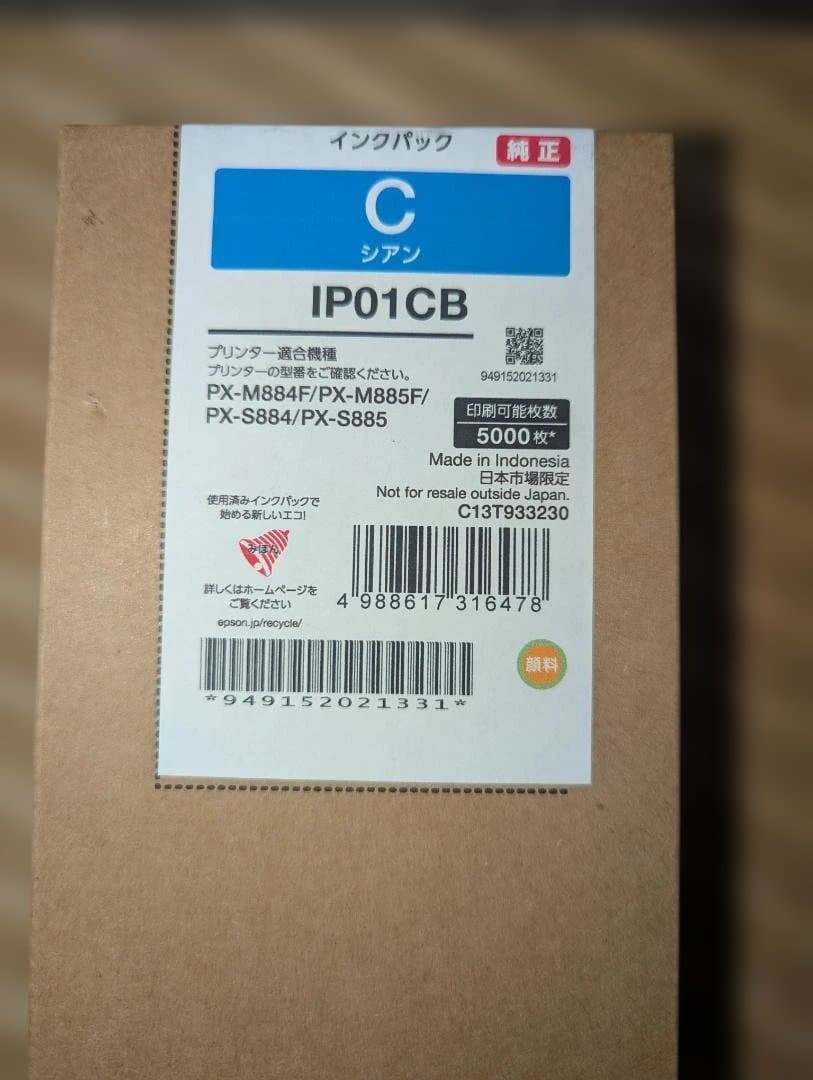 インクパック
純正
C
シアン
IP01CB
949152021331
プリンター適合機種
プリンターの型番をご確認ください。
PX-M884F/PX-M885F/
PX-S884/PX-S885
印刷可能枚数
5000枚*
Made in Indonesia
日本市場限定
Not for resale outside Japan.
C13T933230
使用済みインクパックで
始める新しいエコ!
みほん
詳しくはホームページを
ご覧ください
epson.jp/recycle/
4 988617 316478
顔料
*949152021331*